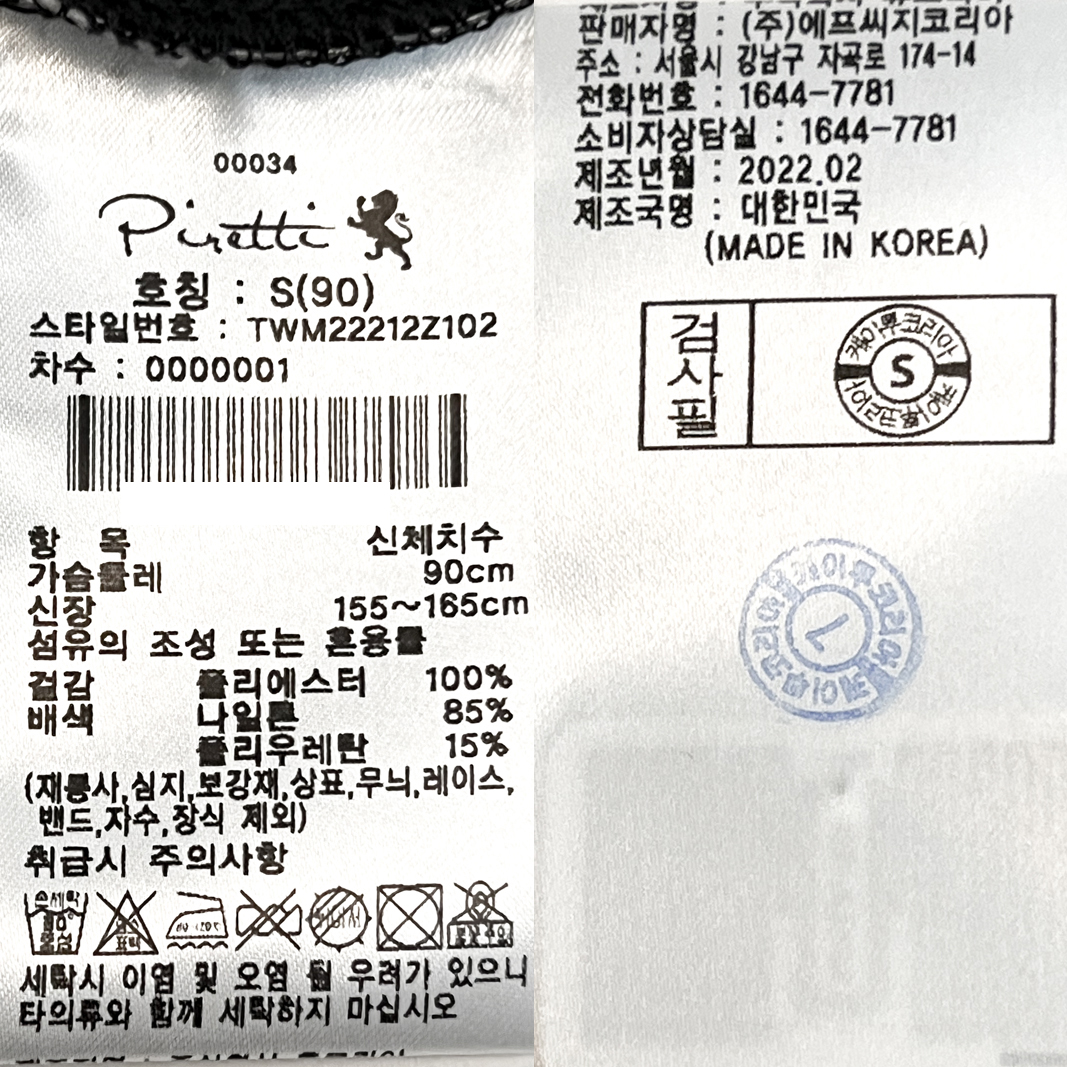 00034
Piretti
호칭 : S(90)
스타일번호 : TWM22212Z102
차수 : 0000001
항 목 신체치수
가슴둘레 90cm
신장 155~165cm
섬유의 조성 또는 혼용률
겉감 폴리에스터 100%
배색 나일론 85%
폴리우레탄 15%
(재봉사,심지,보강재,상표,무늬,레이스,
밴드,자수,장식 제외)
취급시 주의사항
손세탁
세탁시 이염 및 오염 될 우려가 있으니
타의류와 함께 세탁하지 마십시오
판매자명 : (주)에프씨지코리아
주소 : 서울시 강남구 자곡로 174-14
전화번호 : 1644-7781
소비자상담실 : 1644-7781
제조년월 : 2022.02
제조국명 : 대한민국
(MADE IN KOREA)
검사필
S